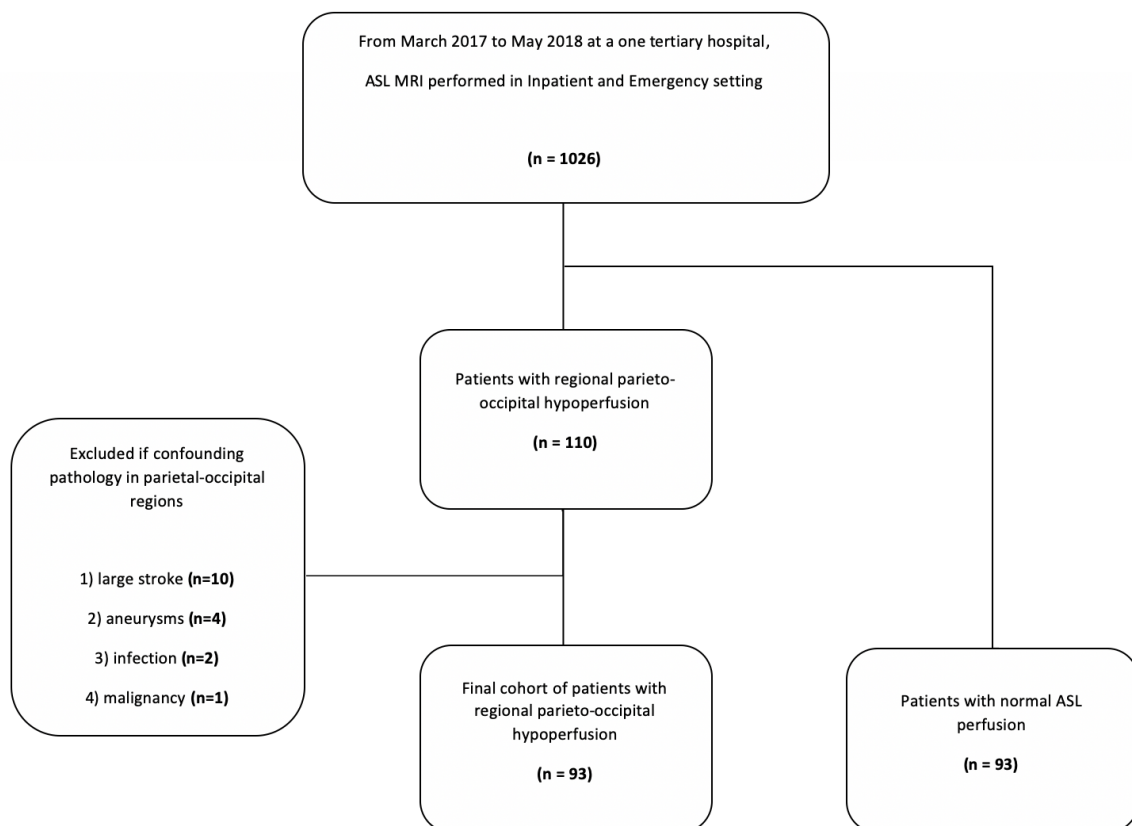 From March 2017 to May 2018 at a one tertiary hospital,
ASL MRI performed in Inpatient and Emergency setting
(n = 1026)
Patients with regional parieto-
occipital hypoperfusion
(n = 110)
Excluded if confounding
pathology in parietal-occipital
regions
1) large stroke (n=10)
2) aneurysms (n=4)
3) infection (n=2)
4) malignancy (n=1)
Final cohort of patients with
regional parieto-occipital
hypoperfusion
(n = 93)
Patients with normal ASL
perfusion
(n = 93)